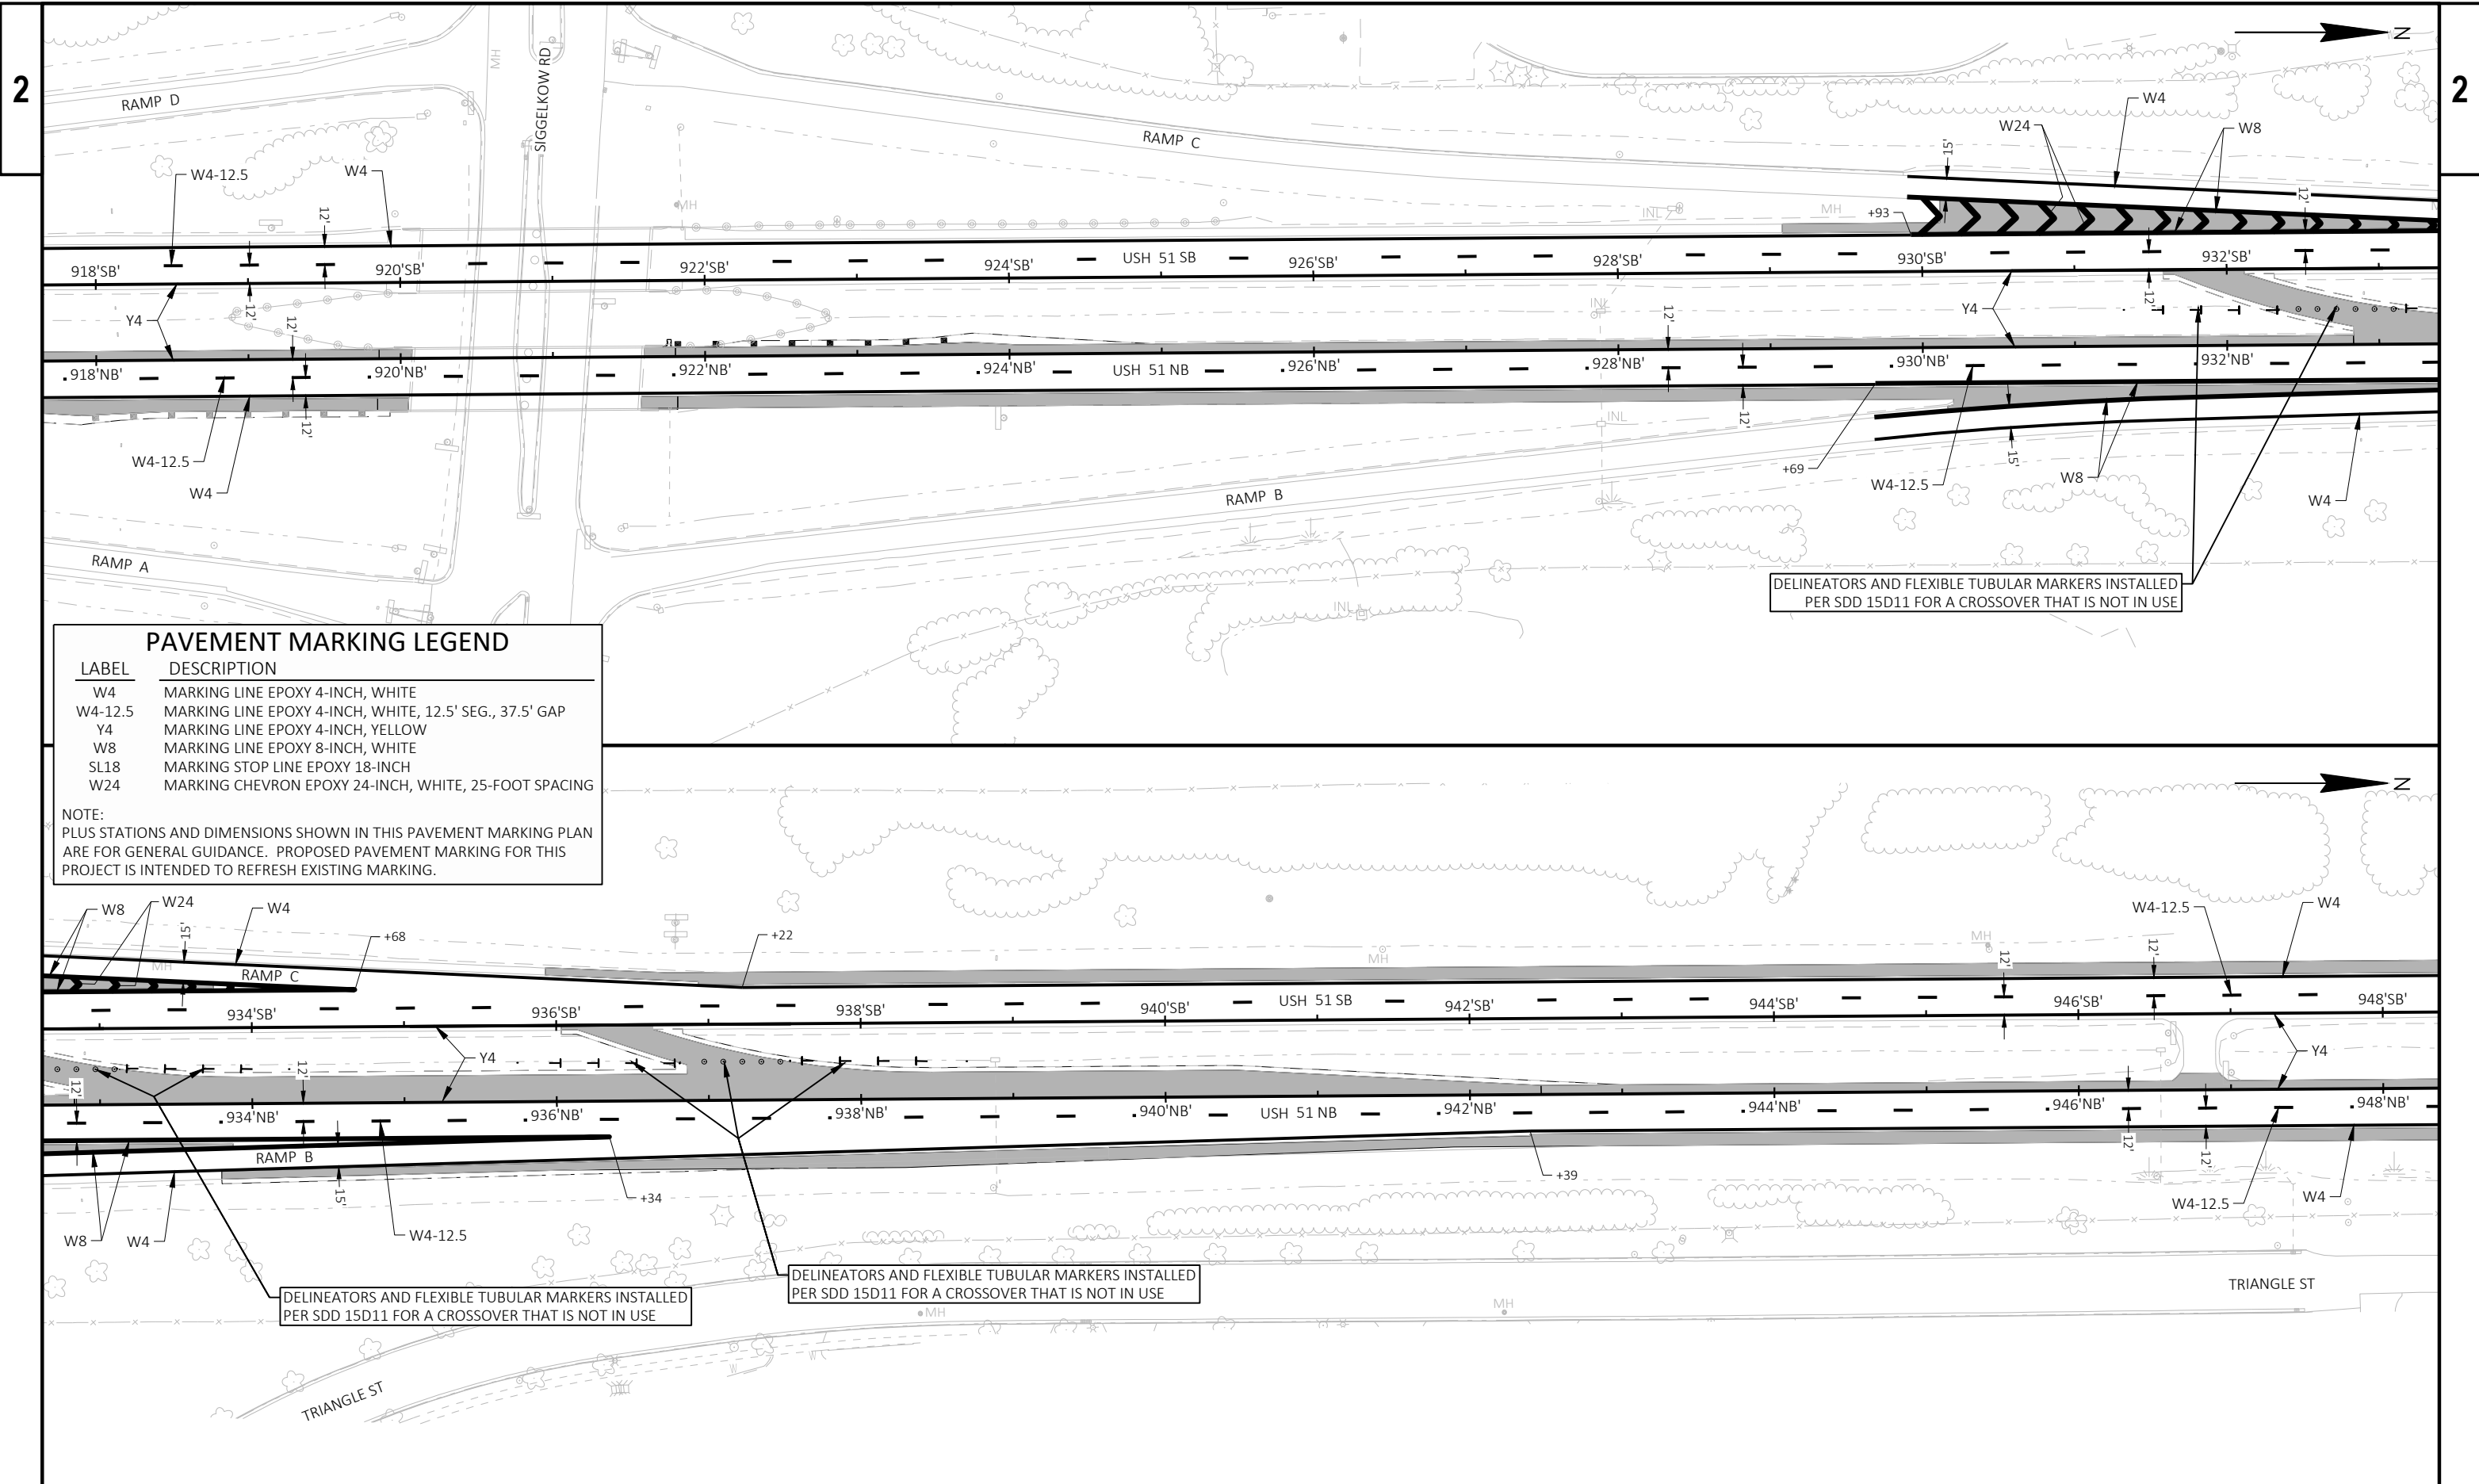 2
2
N
RAMP D
MH
SIGGELKOW RD
RAMP C
W4
W24
W8
15'
W4-12.5
W4
12'
MH
INL
MH
+93
12'
918'SB'
920'SB'
922'SB'
924'SB'
USH 51 SB
926'SB'
928'SB'
930'SB'
932'SB'
Y4
12'
12'
INL
12'
Y4
12'
918'NB'
920'NB'
922'NB'
924'NB'
USH 51 NB
926'NB'
928'NB'
930'NB'
932'NB'
12'
12'
INL
W4-12.5
W4
+69
15'
W4-12.5
W8
W4
RAMP B
RAMP A
INL
DELINEATORS AND FLEXIBLE TUBULAR MARKERS INSTALLED
PER SDD 15D11 FOR A CROSSOVER THAT IS NOT IN USE
PAVEMENT MARKING LEGEND
LABEL DESCRIPTION
W4 MARKING LINE EPOXY 4-INCH, WHITE
W4-12.5 MARKING LINE EPOXY 4-INCH, WHITE, 12.5' SEG., 37.5' GAP
Y4 MARKING LINE EPOXY 4-INCH, YELLOW
W8 MARKING LINE EPOXY 8-INCH, WHITE
SL18 MARKING STOP LINE EPOXY 18-INCH
W24 MARKING CHEVRON EPOXY 24-INCH, WHITE, 25-FOOT SPACING
NOTE:
PLUS STATIONS AND DIMENSIONS SHOWN IN THIS PAVEMENT MARKING PLAN
ARE FOR GENERAL GUIDANCE. PROPOSED PAVEMENT MARKING FOR THIS
PROJECT IS INTENDED TO REFRESH EXISTING MARKING.
N
W8
W24
W4
15'
+68
+22
W4-12.5
W4
MH
RAMP C
MH
MH
12'
12'
934'SB'
936'SB'
938'SB'
940'SB'
USH 51 SB
942'SB'
944'SB'
946'SB'
948'SB'
Y4
Y4
12'
12'
934'NB'
936'NB'
938'NB'
940'NB'
USH 51 NB
942'NB'
944'NB'
946'NB'
948'NB'
RAMP B
12'
12'
15'
+34
+39
W8
W4
W4-12.5
W4-12.5
W4
DELINEATORS AND FLEXIBLE TUBULAR MARKERS INSTALLED
PER SDD 15D11 FOR A CROSSOVER THAT IS NOT IN USE
DELINEATORS AND FLEXIBLE TUBULAR MARKERS INSTALLED
PER SDD 15D11 FOR A CROSSOVER THAT IS NOT IN USE
MH
MH
TRIANGLE ST
TRIANGLE ST